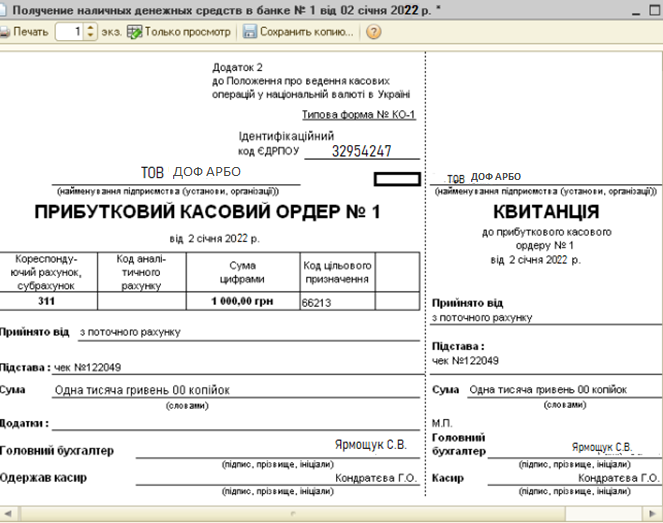 Получение наличных денежных средств в банке № 1 від 02 січня 2022 р. *
Печать 1 экз. Только просмотр Сохранить копию...
Додаток 2
до Положення про ведення касових
операцій у національній валюті в Україні
Типова форма № КО-1
Ідентифікаційний
код ЄДРПОУ 32954247
ТОВ ДОФ АРБО
(найменування підприємства (установи, організації))
ПРИБУТКОВИЙ КАСОВИЙ ОРДЕР № 1
від 2 січня 2022 р.
Кореспонду-
ючий рахунок,
субрахунок
Код аналі-
тичного
рахунку
Сума
цифрами
Код цільового
призначення
311 1 000,00 грн 66213
Прийнято від з поточного рахунку
Підстава : чек №122049
Сума Одна тисяча гривень 00 копійок
(словами)
Додатки :
Головний бухгалтер Ярмощук С.В.
(підпис, прізвище, ініціали)
Одержав касир Кондратєва Г.О.
(підпис, прізвище, ініціали)
ТОВ ДОФ АРБО
(найменування підприємства (установи, організації))
КВИТАНЦІЯ
до прибуткового касового
ордеру № 1
від 2 січня 2022 р.
Прийнято від
з поточного рахунку
Підстава :
чек №122049
Сума Одна тисяча гривень 00 копійок
(словами)
М.П.
Головний
бухгалтер Ярмощук С.В.
(підпис, прізвище, ініціали)
Касир Кондратєва Г.О.
(підпис, прізвище, ініціали)